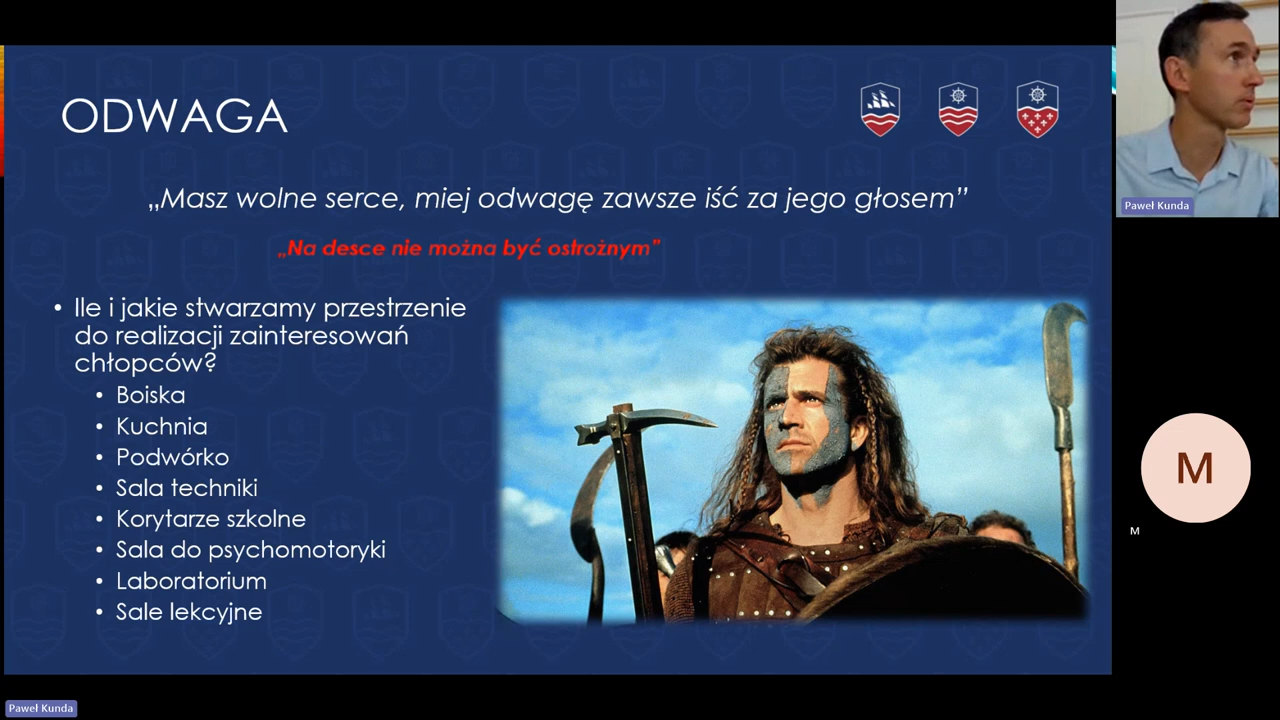 ODWAGA
„Masz wolne serce, miej odwagę zawsze iść za jego głosem”
„Na desce nie można być ostrożnym”
• Ile i jakie stwarzamy przestrzenie
do realizacji zainteresowań
chłopców?
• Boiska
• Kuchnia
• Podwórko
• Sala techniki
• Korytarze szkolne
• Sala do psychomotoryki
• Laboratorium
• Sale lekcyjne
Paweł Kunda
M
M
Paweł Kunda